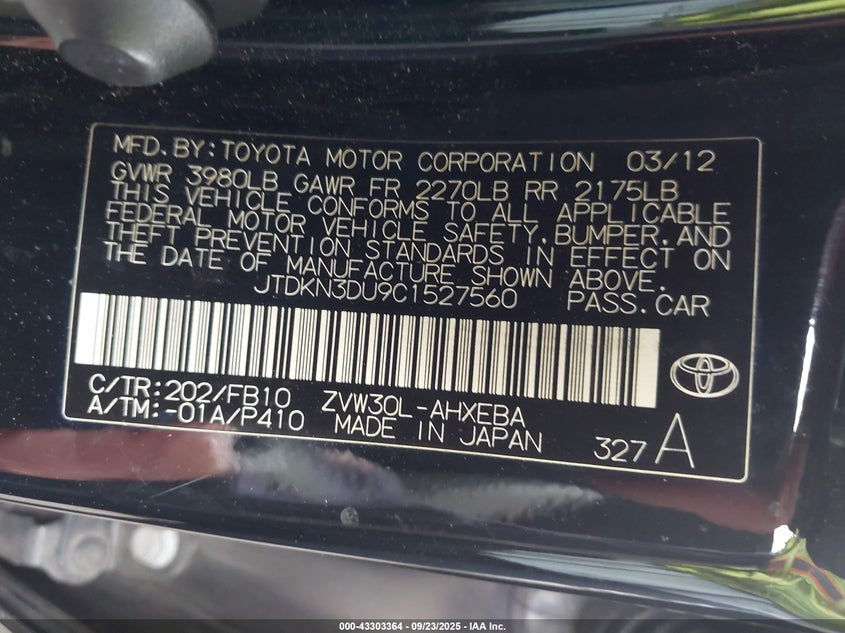 MFD. BY: TOYOTA MOTOR CORPORATION 03/12
GVWR 3980LB GAWR FR 2270LB RR 2175LB
THIS VEHICLE CONFORMS TO ALL APPLICABLE
FEDERAL MOTOR VEHICLE SAFETY, BUMPER, AND
THEFT PREVENTION STANDARDS IN EFFECT ON
THE DATE OF MANUFACTURE SHOWN ABOVE.
JTDKN3DU9C1527560 PASS. CAR
C/TR: 202/FB10 ZVW30L-AHXEBA
A/TM: -01A/P410 MADE IN JAPAN 327 A
000-43303364 - 09/23/2025 - IAA Inc.